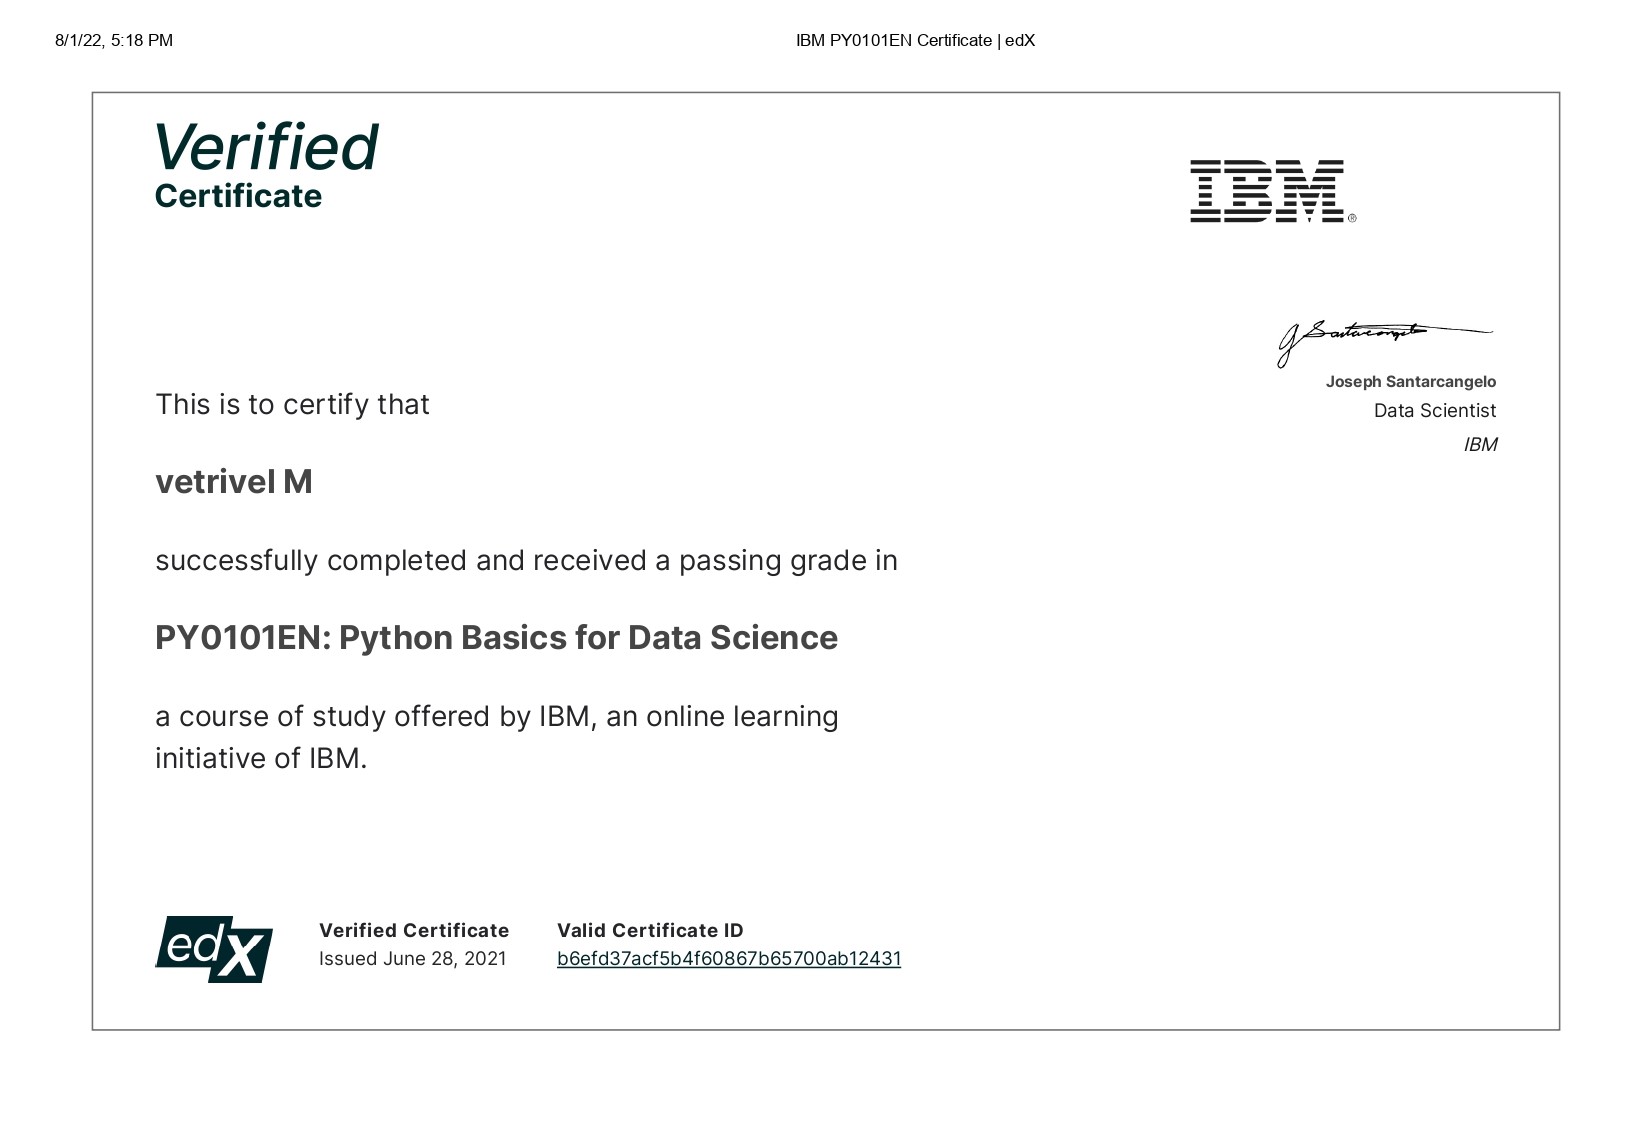 8/1/22, 5:18 PM
IBM PY0101EN Certificate | edX
Verified
Certificate
IBM®
J Santarcangelo
Joseph Santarcangelo
Data Scientist
IBM
This is to certify that
vetrivel M
successfully completed and received a passing grade in
PY0101EN: Python Basics for Data Science
a course of study offered by IBM, an online learning
initiative of IBM.
edX
Verified Certificate
Issued June 28, 2021
Valid Certificate ID
b6efd37acf5b4f60867b65700ab12431